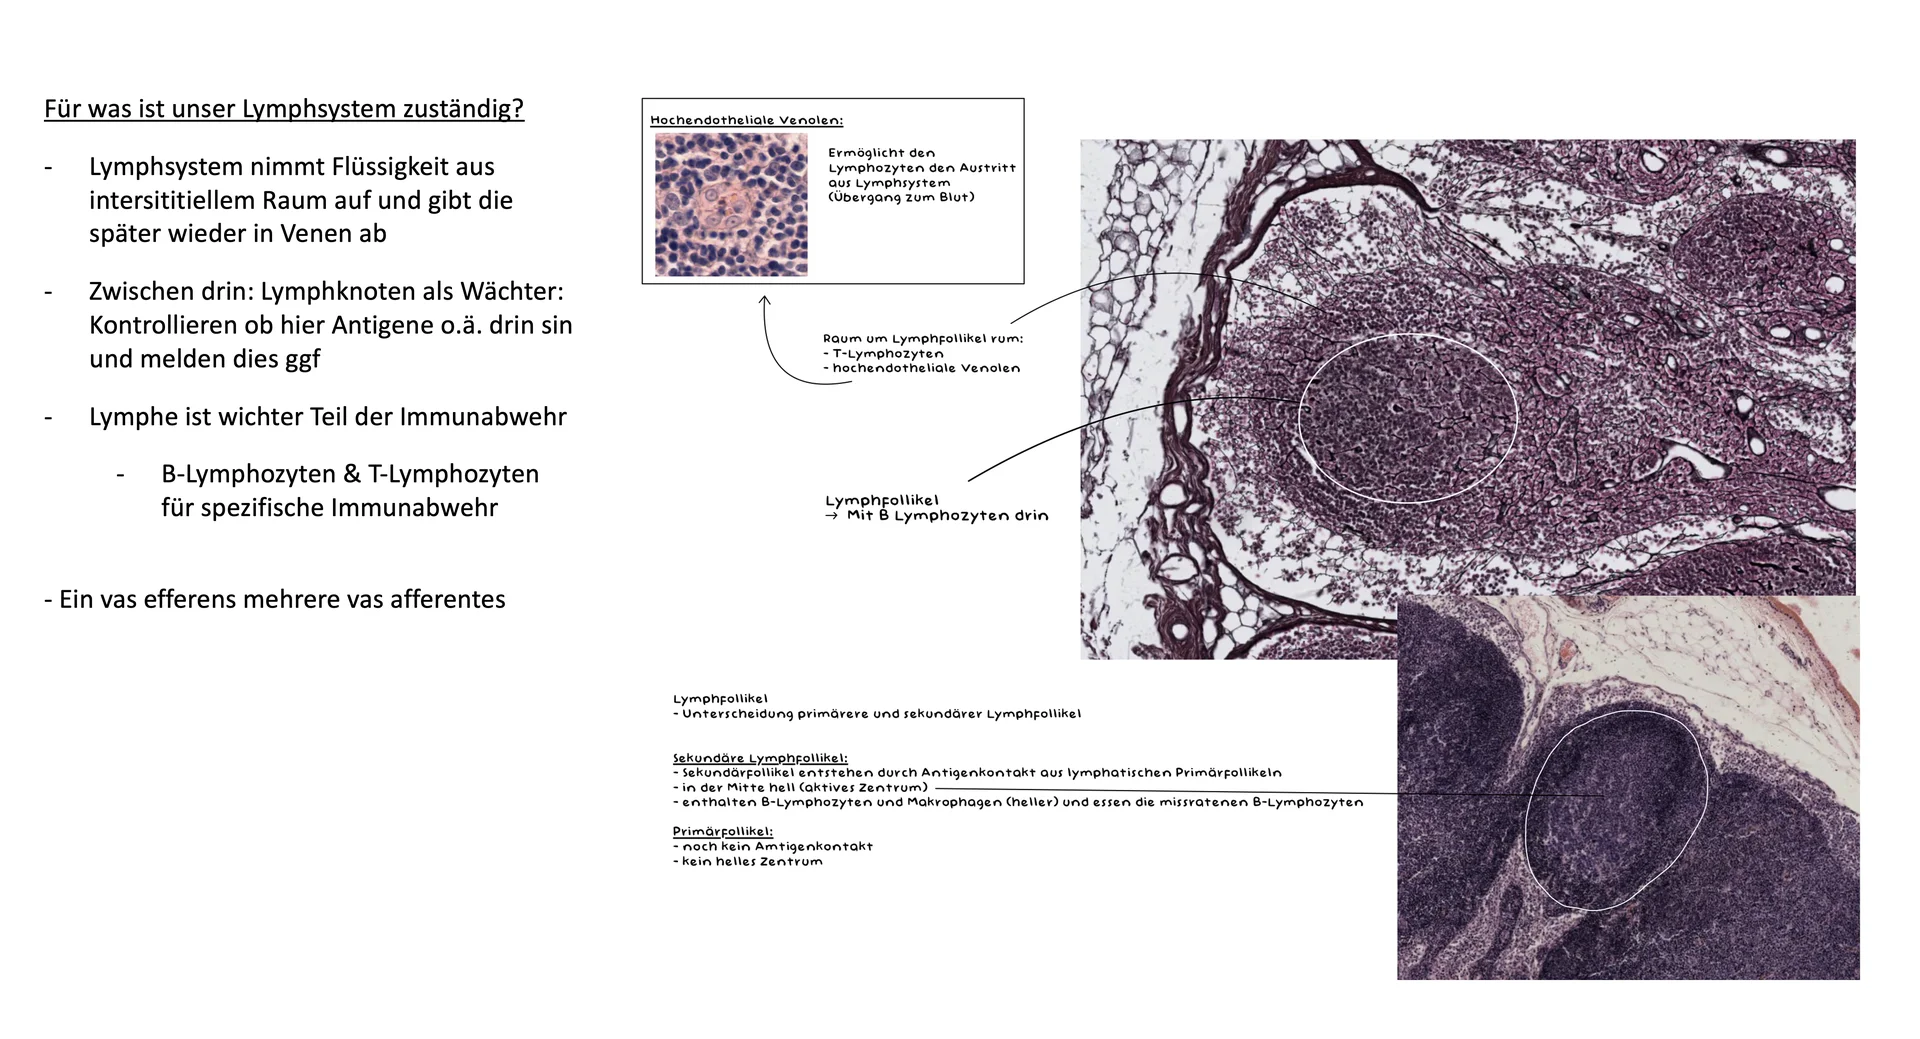 Für was ist unser Lymphsystem zuständig?
- Lymphsystem nimmt Flüssigkeit aus
intersititiellem Raum auf und gibt die
später wieder in Venen ab
- Zwischen drin: Lymphknoten als Wächter:
Kontrollieren ob hier Antigene o.ä. drin sin
und melden dies ggf
- Lymphe ist wichter Teil der Immunabwehr
- B-Lymphozyten & T-Lymphozyten
für spezifische Immunabwehr
- Ein vas efferens mehrere vas afferentes
Hochendotheliale Venolen:
Ermöglicht den
Lymphozyten den Austritt
aus Lymphsystem
(Übergang zum Blut)
Raum um Lymphfollikel rum:
- T-Lymphozyten
- hochendotheliale Venolen
Lymphfollikel
→ Mit B Lymphozyten drin
Lymphfollikel
- Unterscheidung primärere und sekundärer Lymphfollikel
Sekundäre Lymphfollikel:
- Sekundärfollikel entstehen durch Antigenkontakt aus lymphatischen Primärfollikeln
- in der Mitte hell (aktives Zentrum)
- enthalten B-Lymphozyten und Makrophagen (heller) und essen die missratenen B-Lymphozyten
Primärfollikel:
- noch kein Amtigenkontakt
- kein helles Zentrum